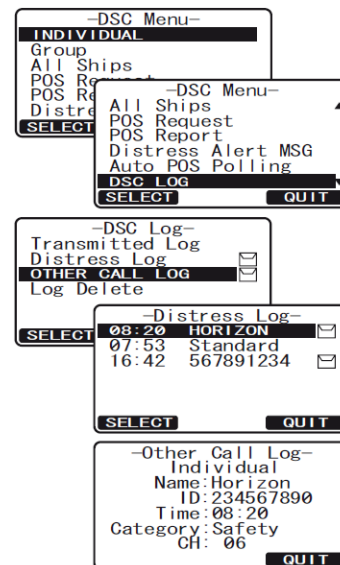 –DSC Menu–
INDIVIDUAL
Group
All Ships
POS
POS
SELECT
–DSC Menu–
All Ships
POS Request
POS Report
Distress Alert MSG
Auto POS Polling
DSC LOG
SELECT QUIT
–DSC Log–
Transmitted Log
Distress Log
OTHER CALL LOG
Log Delete
SELECT
–Distress Log–
08:20 HORIZON
07:53 Standard
16:42 567891234
SELECT QUIT
–Other Call Log–
Individual
Name:Horizon
ID:234567890
Time:08:20
Category:Safety
CH: 06
QUIT